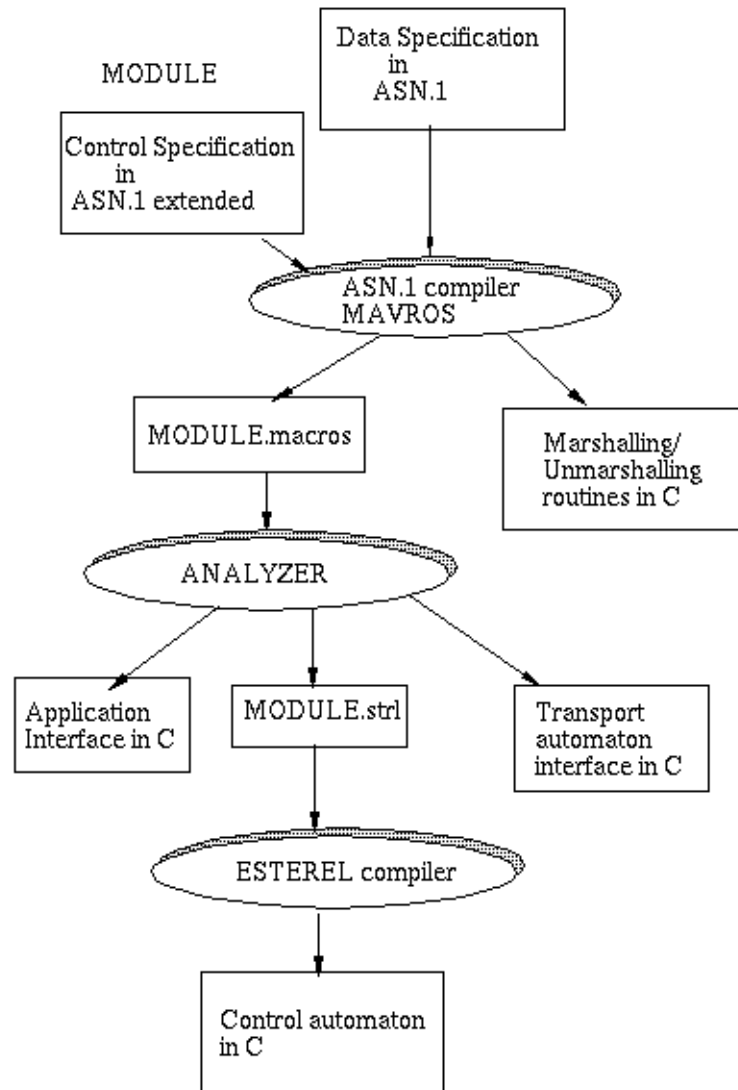 Data Specification
in
ASN.1
MODULE
Control Specification
in
ASN.1 extended
ASN.1 compiler
MAVROS
MODULE.macros
Marshalling/
Unmarshalling
routines in C
ANALYZER
Application
Interface in C
MODULE.strl
Transport
automaton
interface in C
ESTEREL compiler
Control automaton
in C